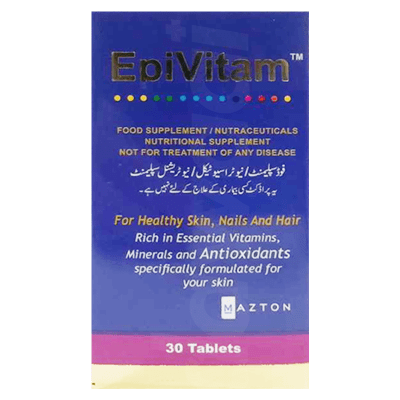 EpiVitam™
FOOD SUPPLEMENT / NUTRACEUTICALS
NUTRITIONAL SUPPLEMENT
NOT FOR TREATMENT OF ANY DISEASE
فوڈ سپلیمنٹ / نیوٹراسیوٹیکل / نیوٹریشنل سپلیمنٹ
یہ پراڈکٹ کسی بیماری کے علاج کے لئے نہیں ہے۔
For Healthy Skin, Nails And Hair
Rich in Essential Vitamins,
Minerals and Antioxidants
specifically formulated for
your skin
MAZTON
30 Tablets